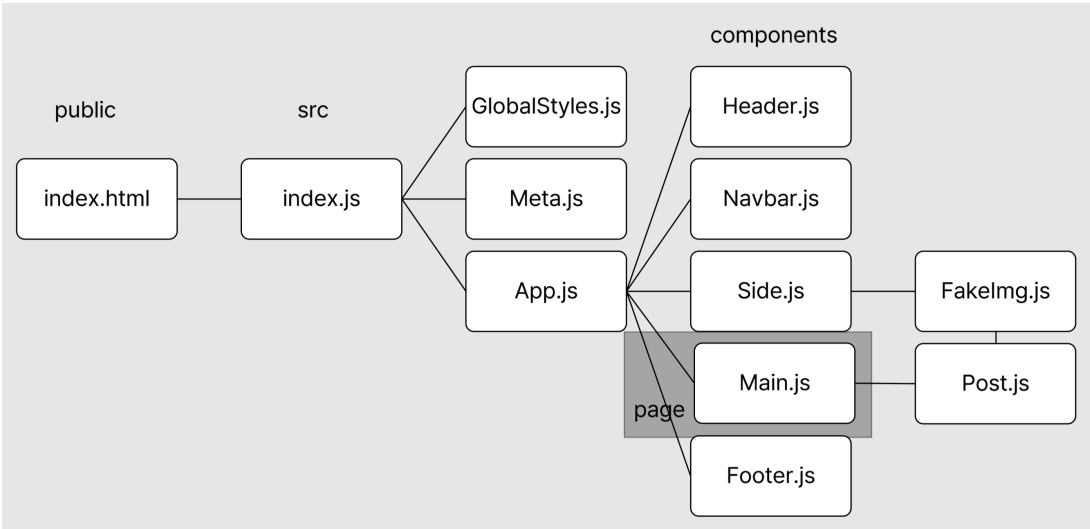 components
public
src
GlobalStyles.js
Header.js
index.html
index.js
Meta.js
Navbar.js
App.js
Side.js
FakeImg.js
page
Main.js
Post.js
Footer.js